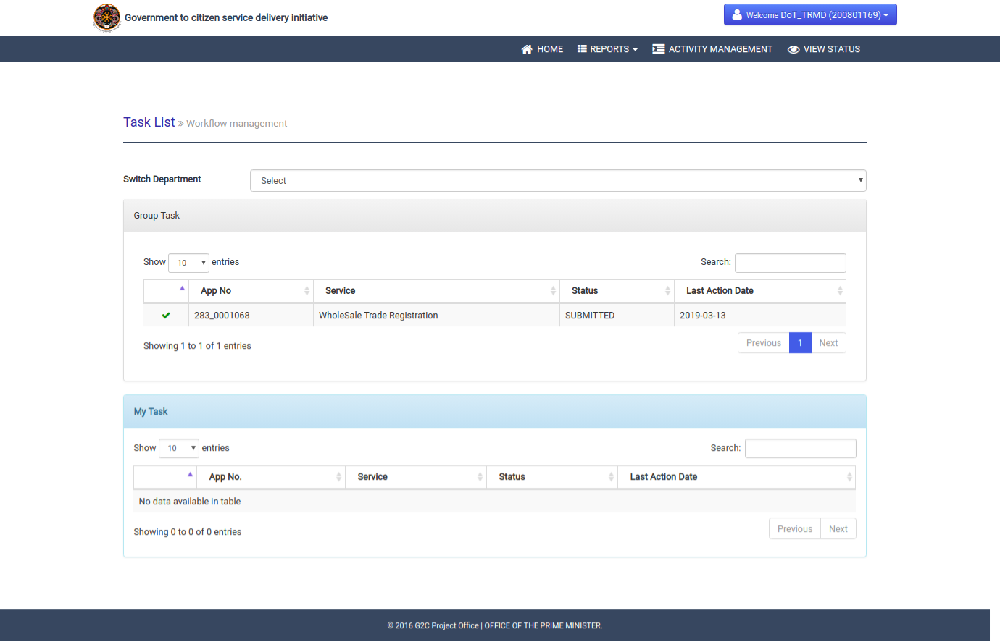 Government to citizen service delivery initiative
Welcome DoT_TRMD (200801169)
HOME REPORTS ACTIVITY MANAGEMENT VIEW STATUS
Task List » Workflow management
Switch Department Select
Group Task
Show 10 entries Search:
App No Service Status Last Action Date
283_0001068 WholeSale Trade Registration SUBMITTED 2019-03-13
Showing 1 to 1 of 1 entries Previous 1 Next
My Task
Show 10 entries Search:
App No. Service Status Last Action Date
No data available in table
Showing 0 to 0 of 0 entries Previous Next
© 2016 G2C Project Office | OFFICE OF THE PRIME MINISTER.